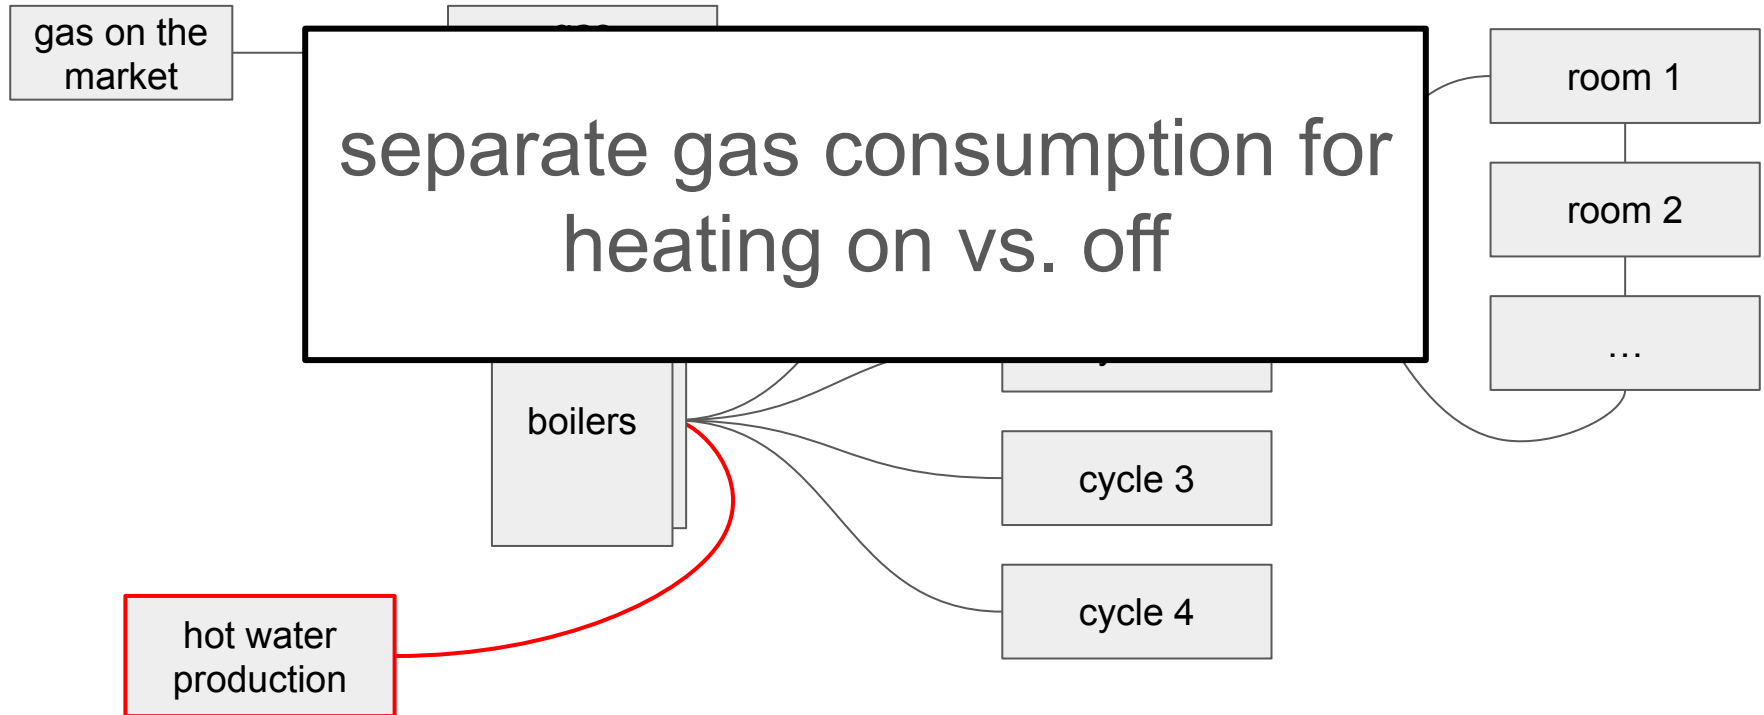 gas on the
market
separate gas consumption for
heating on vs. off
room 1
room 2
...
boilers
cycle 3
cycle 4
hot water
production